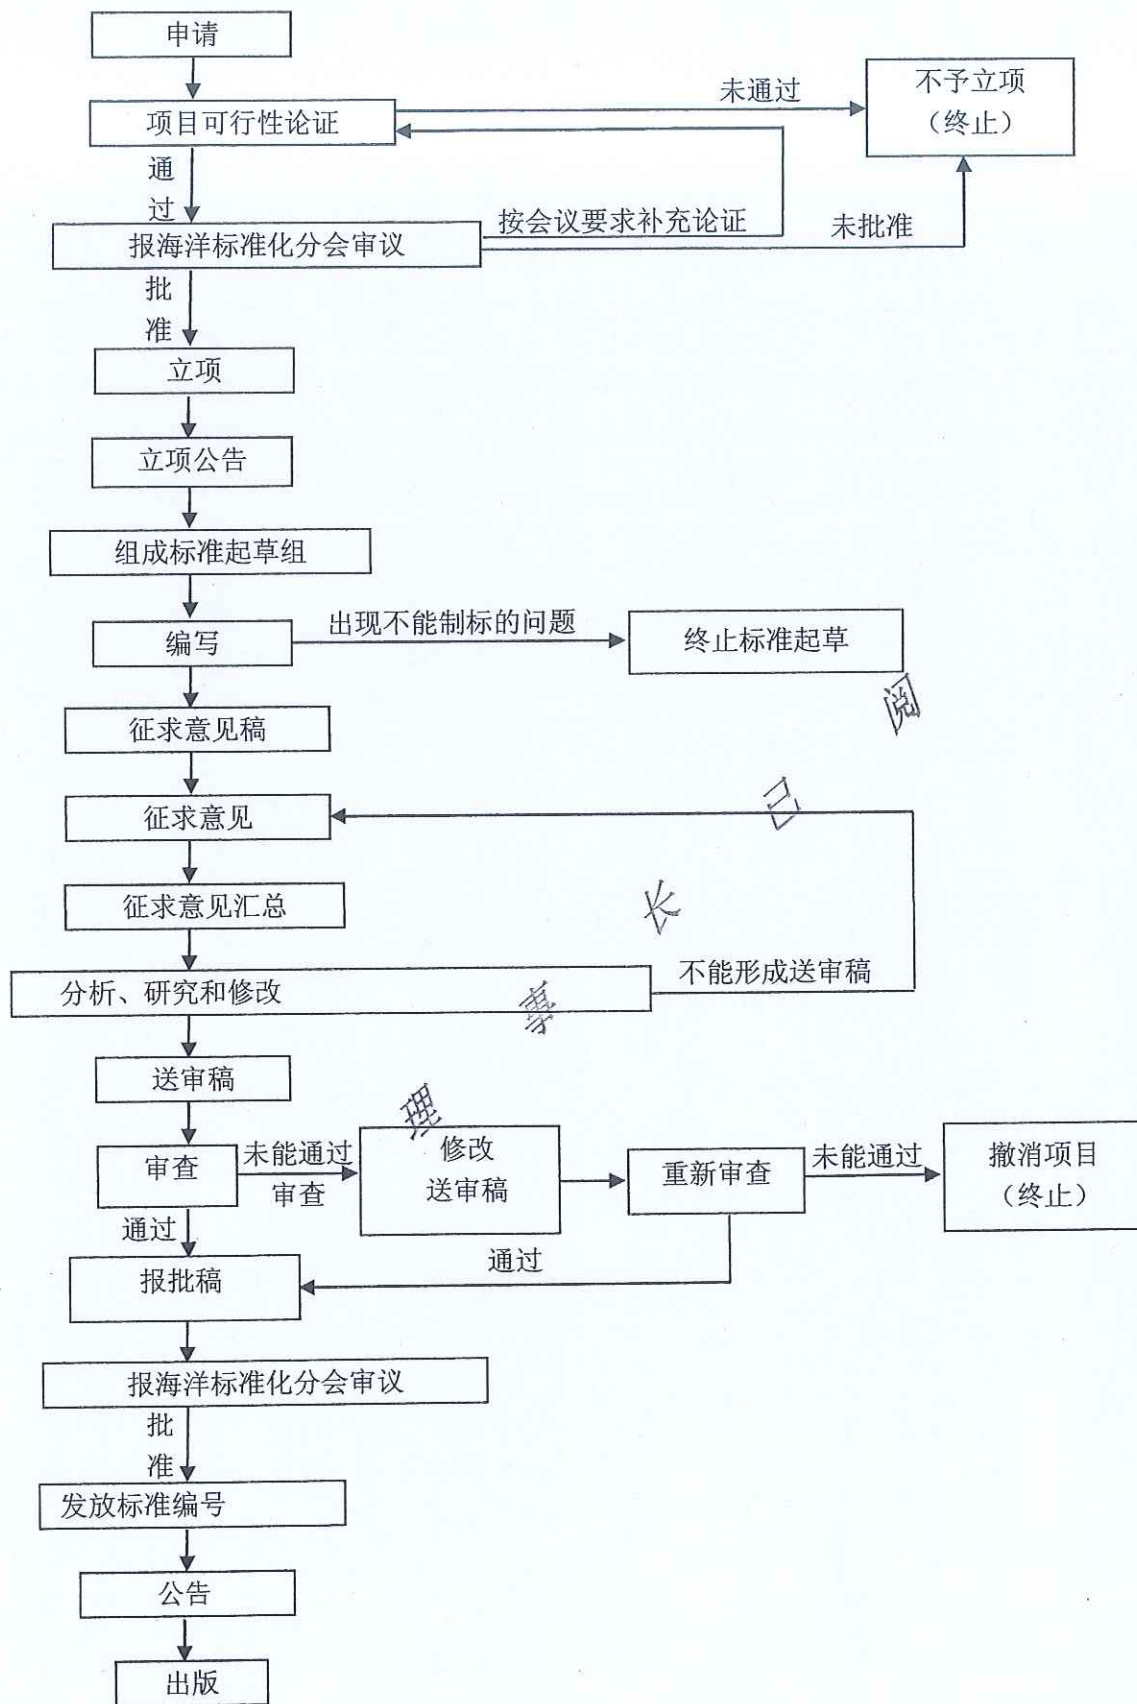 申请
未通过
不予立项
（终止）
项目可行性论证
通
过
按会议要求补充论证
未批准
报海洋标准化分会审议
批
准
立项
立项公告
组成标准起草组
编写
出现不能制标的问题
终止标准起草
征求意见稿
征求意见
征求意见汇总
分析、研究和修改
不能形成送审稿
送审稿
审查
未能通过
审查
修改
送审稿
重新审查
未能通过
撤消项目
（终止）
通过
报批稿
通过
报海洋标准化分会审议
批
准
发放标准编号
公告
出版
理事长已阅